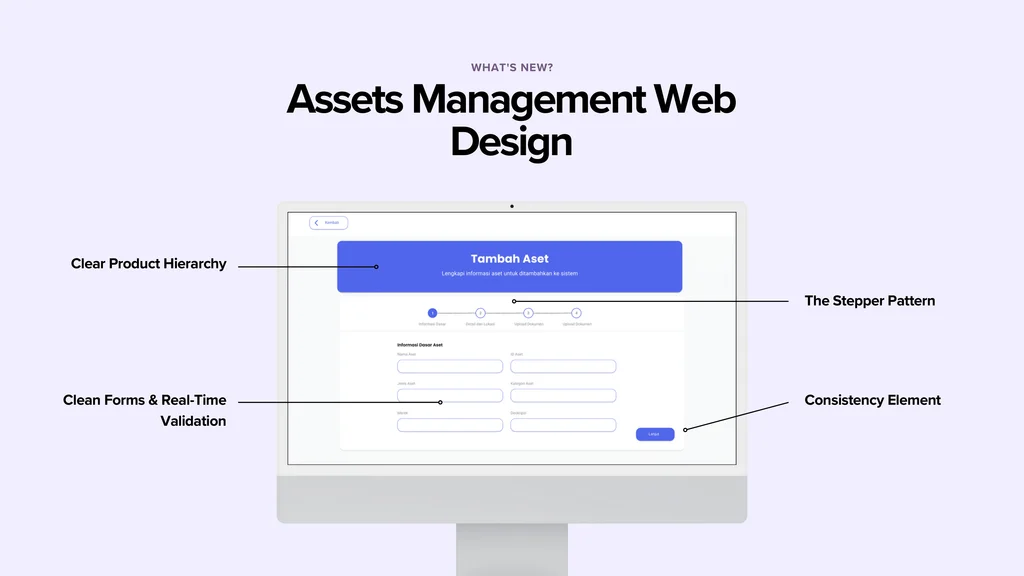 WHAT'S NEW?
Assets Management Web
Design
Kembali
Tambah Aset
Lengkapi informasi aset untuk ditambahkan ke sistem
Clear Product Hierarchy
The Stepper Pattern
1 2 3 4
Informasi Dasar Detail dan Lokasi Upload Dokumen Upload Dokumen
Informasi Dasar Aset
Nama Aset ID Aset
Jenis Aset Kategori Aset
Clean Forms & Real-Time
Validation
Consistency Element
Merek
Lanjut